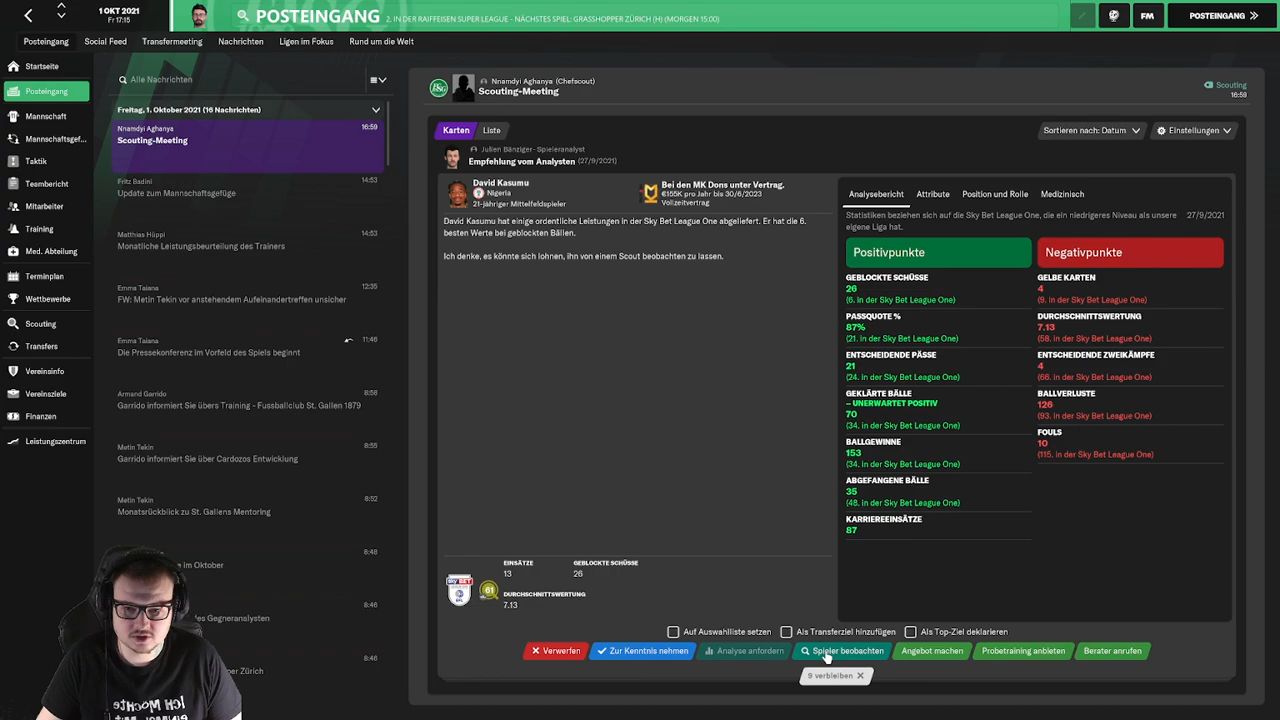 1 OKT 2021
Fr 17:15
POSTEINGANG
2. IN DER RAIFFEISEN SUPER LEAGUE - NÄCHSTES SPIEL: GRASSHOPPER ZÜRICH (H) (MORGEN 15:00)
FM
POSTEINGANG
Posteingang
Social Feed
Transfermeeting
Nachrichten
Ligen im Fokus
Rund um die Welt
Startseite
Posteingang
Mannschaft
Mannschaftsgef...
Taktik
Teambericht
Mitarbeiter
Training
Med. Abteilung
Terminplan
Wettbewerbe
Scouting
Transfers
Vereinsinfo
Vereinsziele
Finanzen
Leistungszentrum
Alle Nachrichten
Freitag, 1. Oktober 2021 (16 Nachrichten)
Nnamdyi Aghanya 16:59
Scouting-Meeting
Fritz Badini 14:53
Update zum Mannschaftsgefüge
Matthias Hüppi 14:53
Monatliche Leistungsbeurteilung des Trainers
Emma Taiana 12:35
FW: Metin Tekin vor anstehendem Aufeinandertreffen unsicher
Emma Taiana 11:46
Die Pressekonferenz im Vorfeld des Spiels beginnt
Armand Garrido 8:58
Garrido informiert Sie übers Training - Fussballclub St. Gallen 1879
Metin Tekin 8:55
Garrido informiert Sie über Cardozos Entwicklung
Metin Tekin 8:52
Monatsrückblick zu St. Gallens Mentoring
8:48
im Oktober
8:46
des Gegneranalysten
8:46
Zürich
Nnamdyi Aghanya (Chefscout)
Scouting-Meeting
Scouting
16:59
Karten
Liste
Sortieren nach: Datum
Einstellungen
Julien Bänziger- Spieleranalyst
Empfehlung vom Analysten (27/9/2021)
David Kasumu
Nigeria
21-jähriger Mittelfeldspieler
Bei den MK Dons unter Vertrag.
€155K pro Jahr bis 30/6/2023
Vollzeitvertrag
David Kasumu hat einige ordentliche Leistungen in der Sky Bet League One abgeliefert. Er hat die 6.
besten Werte bei geblockten Bällen.
Ich denke, es könnte sich lohnen, ihn von einem Scout beobachten zu lassen.
Analysebericht
Attribute
Position und Rolle
Medizinisch
Statistiken beziehen sich auf die Sky Bet League One, die ein niedrigeres Niveau als unsere
eigene Liga hat.
27/9/2021
Positivpunkte
GEBLOCKTE SCHÜSSE
26
(6. in der Sky Bet League One)
PASSQUOTE %
87%
(21. in der Sky Bet League One)
ENTSCHEIDENDE PÄSSE
21
(24. in der Sky Bet League One)
GEKLÄRTE BÄLLE
- UNERWARTET POSITIV
70
(34. in der Sky Bet League One)
BALLGEWINNE
153
(34. in der Sky Bet League One)
ABGEFANGENE BÄLLE
35
(48. in der Sky Bet League One)
KARRIEREEINSÄTZE
87
Negativpunkte
GELBE KARTEN
4
(9. in der Sky Bet League One)
DURCHSCHNITTSWERTUNG
7.13
(58. in der Sky Bet League One)
ENTSCHEIDENDE ZWEIKÄMPFE
4
(66. in der Sky Bet League One)
BALLVERLUSTE
126
(93. in der Sky Bet League One)
FOULS
10
(115. in der Sky Bet League One)
sky BET
61
EINSÄTZE
13
GEBLOCKTE SCHÜSSE
26
DURCHSCHNITTSWERTUNG
7.13
Auf Auswahlliste setzen
Als Transferziel hinzufügen
Als Top-Ziel deklarieren
Verwerfen
Zur Kenntnis nehmen
Analyse anfordern
Spieler beobachten
Angebot machen
Probetraining anbieten
Berater anrufen
9 verbleiben